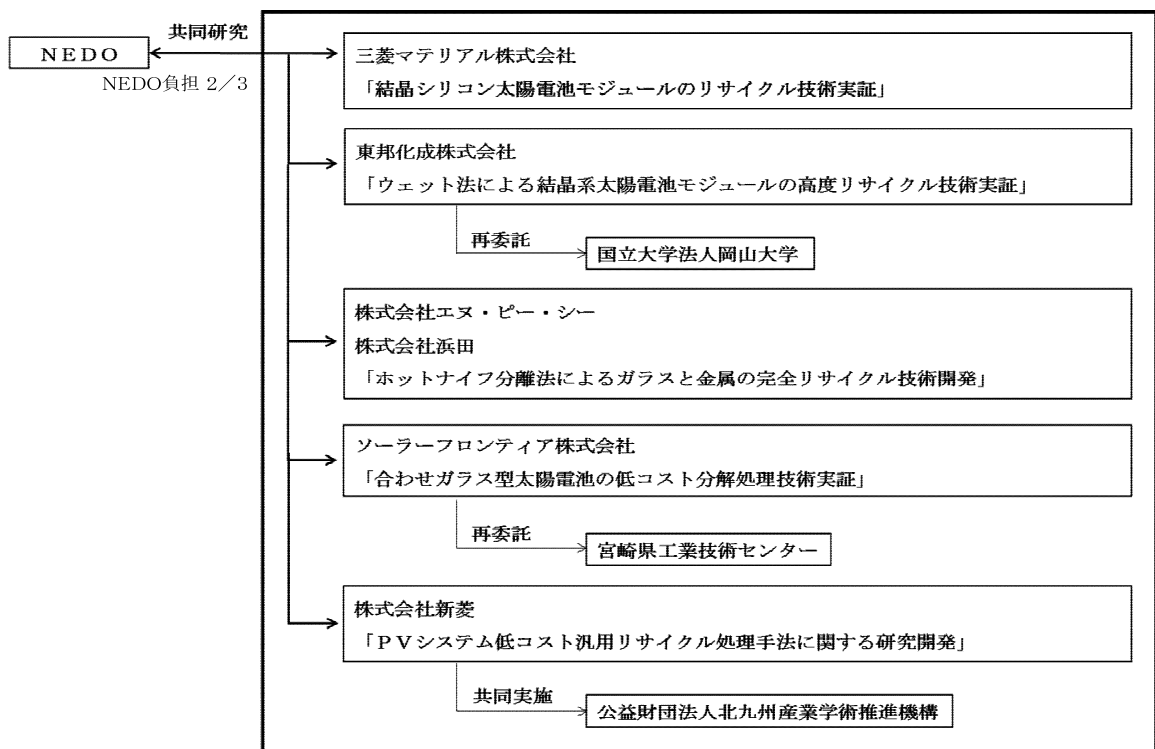 共同研究
ＮＥＤＯ
NEDO負担 2／3
三菱マテリアル株式会社
「結晶シリコン太陽電池モジュールのリサイクル技術実証」
東邦化成株式会社
「ウェット法による結晶系太陽電池モジュールの高度リサイクル技術実証」
再委託
国立大学法人岡山大学
株式会社エヌ・ピー・シー
株式会社浜田
「ホットナイフ分離法によるガラスと金属の完全リサイクル技術開発」
ソーラーフロンティア株式会社
「合わせガラス型太陽電池の低コスト分解処理技術実証」
再委託
宮崎県工業技術センター
株式会社新菱
「ＰＶシステム低コスト汎用リサイクル処理手法に関する研究開発」
共同実施
公益財団法人北九州産業学術推進機構